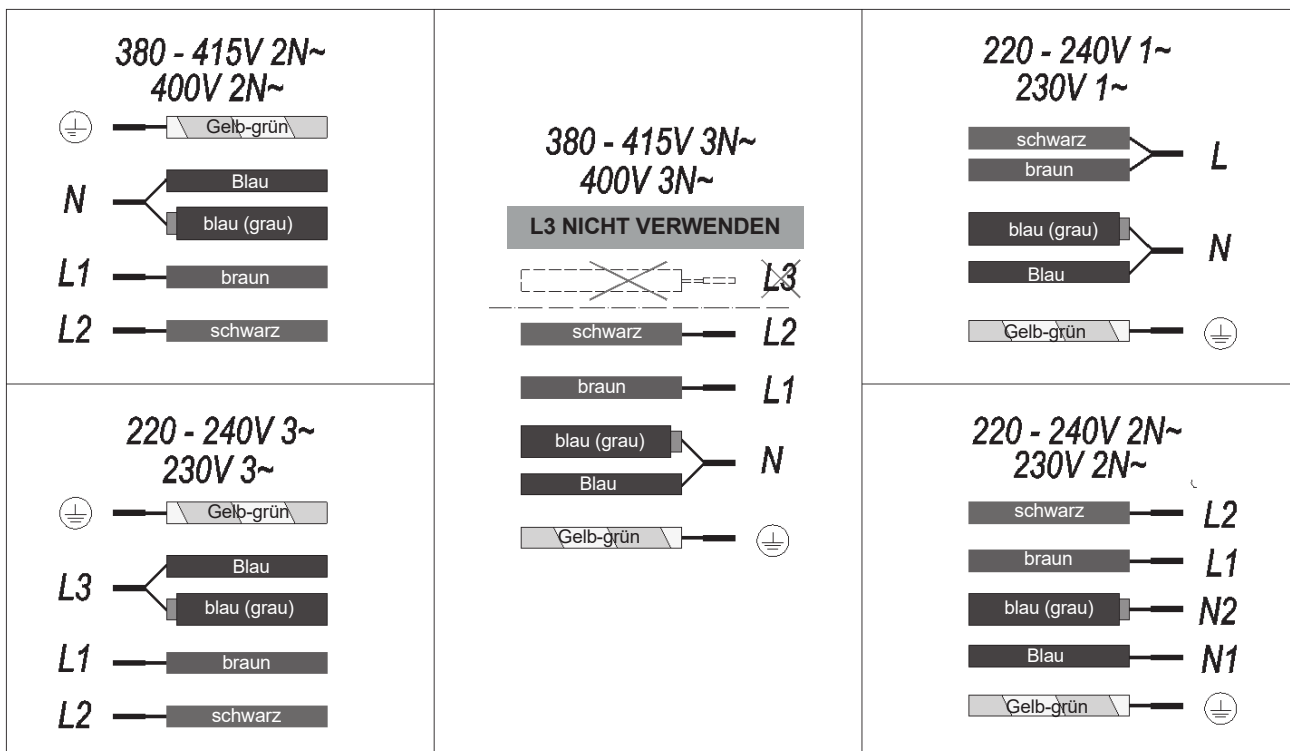 380 - 415V 2N~
400V 2N~
Gelb-grün
N
Blau
blau (grau)
L1
braun
L2
schwarz
220 - 240V 3~
230V 3~
Gelb-grün
L3
Blau
blau (grau)
L1
braun
L2
schwarz
380 - 415V 3N~
400V 3N~
L3 NICHT VERWENDEN
L3
schwarz
L2
braun
L1
blau (grau)
N
Blau
Gelb-grün
220 - 240V 1~
230V 1~
schwarz
L
braun
blau (grau)
N
Blau
Gelb-grün
220 - 240V 2N~
230V 2N~
schwarz
L2
braun
L1
blau (grau)
N2
Blau
N1
Gelb-grün